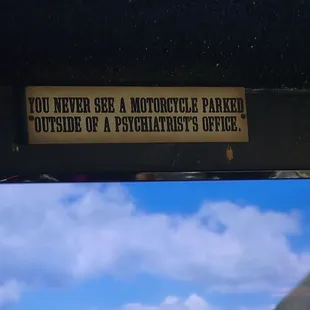 YOU NEVER SEE A MOTORCYCLE PARKED
OUTSIDE OF A PSYCHIATRIST'S OFFICE.